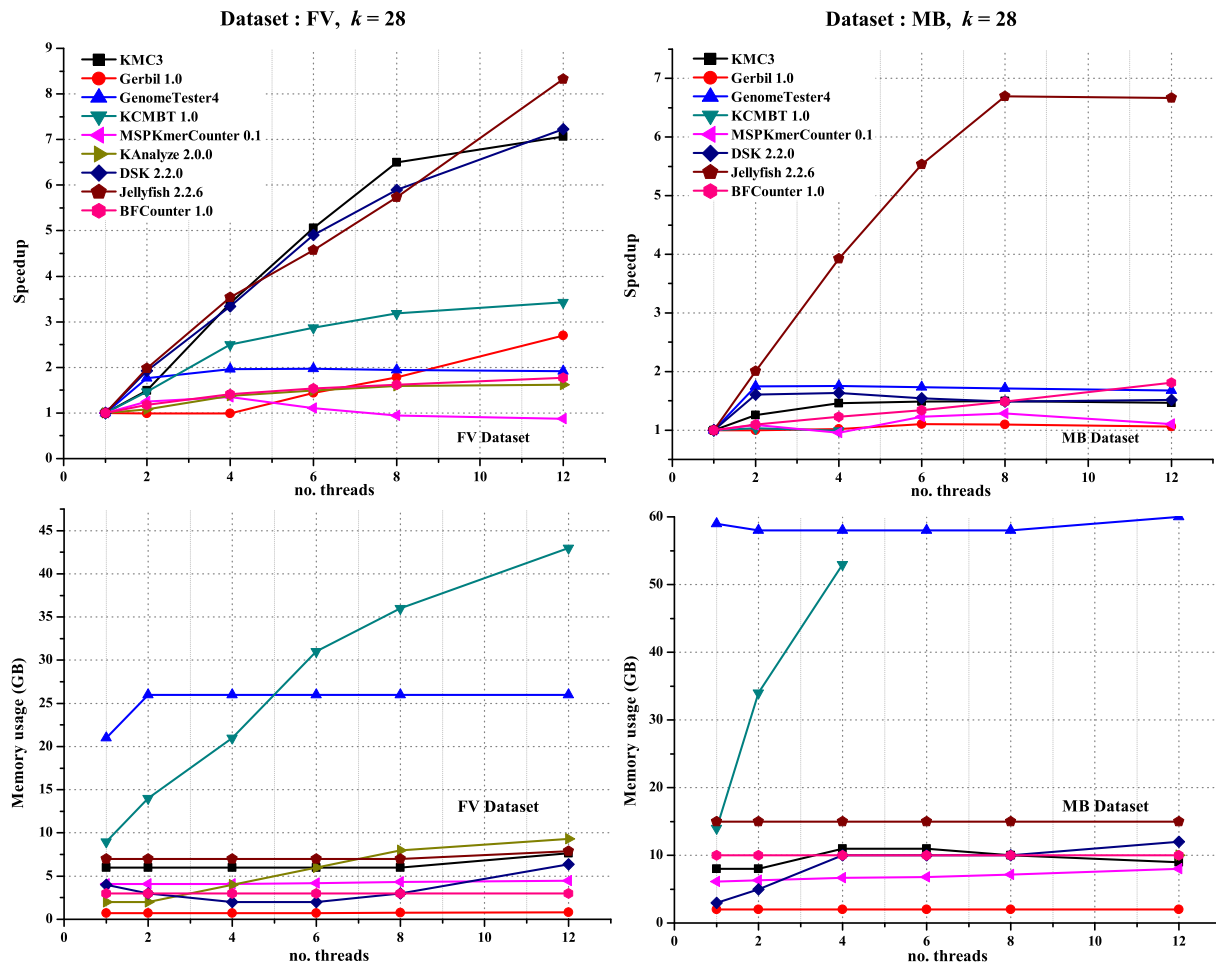 Dataset : FV, k = 28
9
8
7
6
5
4
3
2
1
0
Speedup
KMC3
Gerbil 1.0
GenomeTester4
KCMBT 1.0
MSPKmerCounter 0.1
KAnalyze 2.0.0
DSK 2.2.0
Jellyfish 2.2.6
BFCounter 1.0
FV Dataset
0 2 4 6 8 10 12
no. threads
Dataset : MB, k = 28
7
6
5
4
3
2
1
Speedup
KMC3
Gerbil 1.0
GenomeTester4
KCMBT 1.0
MSPKmerCounter 0.1
DSK 2.2.0
Jellyfish 2.2.6
BFCounter 1.0
MB Dataset
0 2 4 6 8 10 12
no. threads
45
40
35
30
25
20
15
10
5
0
Memory usage (GB)
FV Dataset
0 2 4 6 8 10 12
no. threads
60
50
40
30
20
10
0
Memory usage (GB)
MB Dataset
0 2 4 6 8 10 12
no. threads